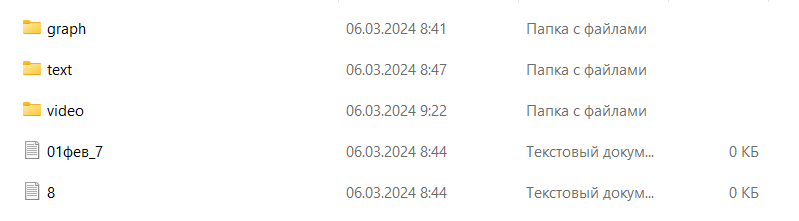 graph 06.03.2024 8:41 Папка с файлами
text 06.03.2024 8:47 Папка с файлами
video 06.03.2024 9:22 Папка с файлами
01фев_7 06.03.2024 8:44 Текстовый докум... 0 КБ
8 06.03.2024 8:44 Текстовый докум... 0 КБ